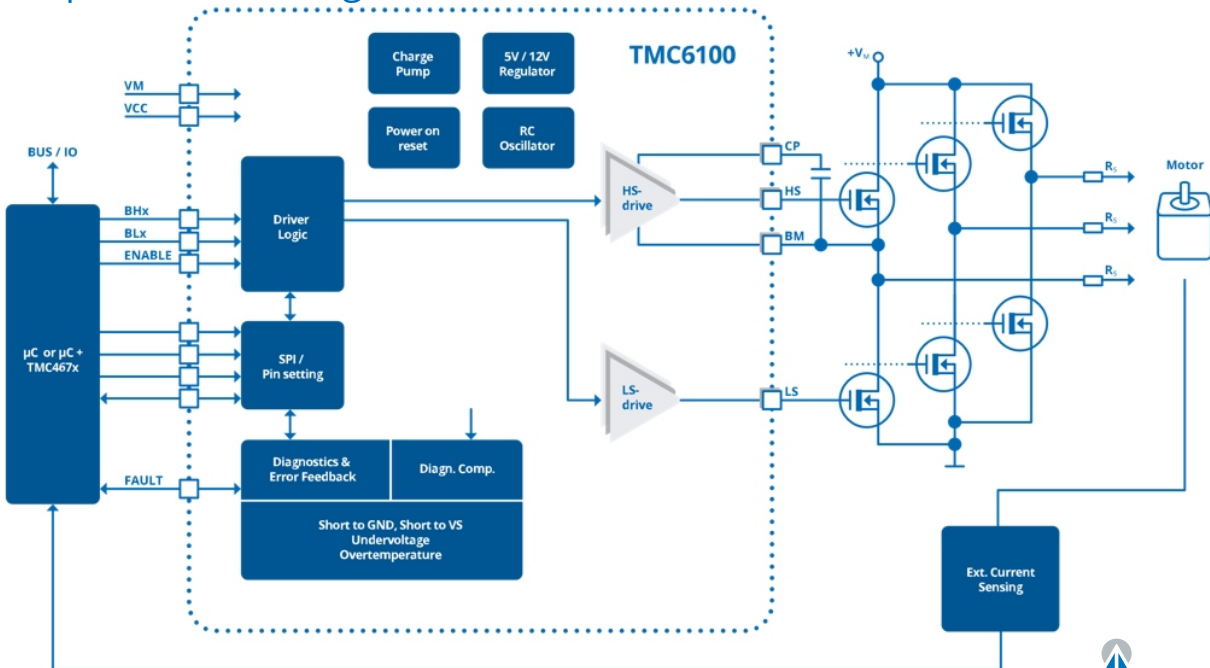 TMC6100
Charge
Pump
5V / 12V
Regulator
Power on
reset
RC
Oscillator
VM
VCC
BUS / IO
BHx
BLx
ENABLE
Driver
Logic
µC or µC +
TMC467x
SPI /
Pin setting
FAULT
Diagnostics &
Error Feedback
Diagn. Comp.
Short to GND, Short to VS
Undervoltage
Overtemperature
HS-
drive
LS-
drive
CP
HS
BM
LS
+VM
RS
RS
RS
Motor
Ext. Current
Sensing